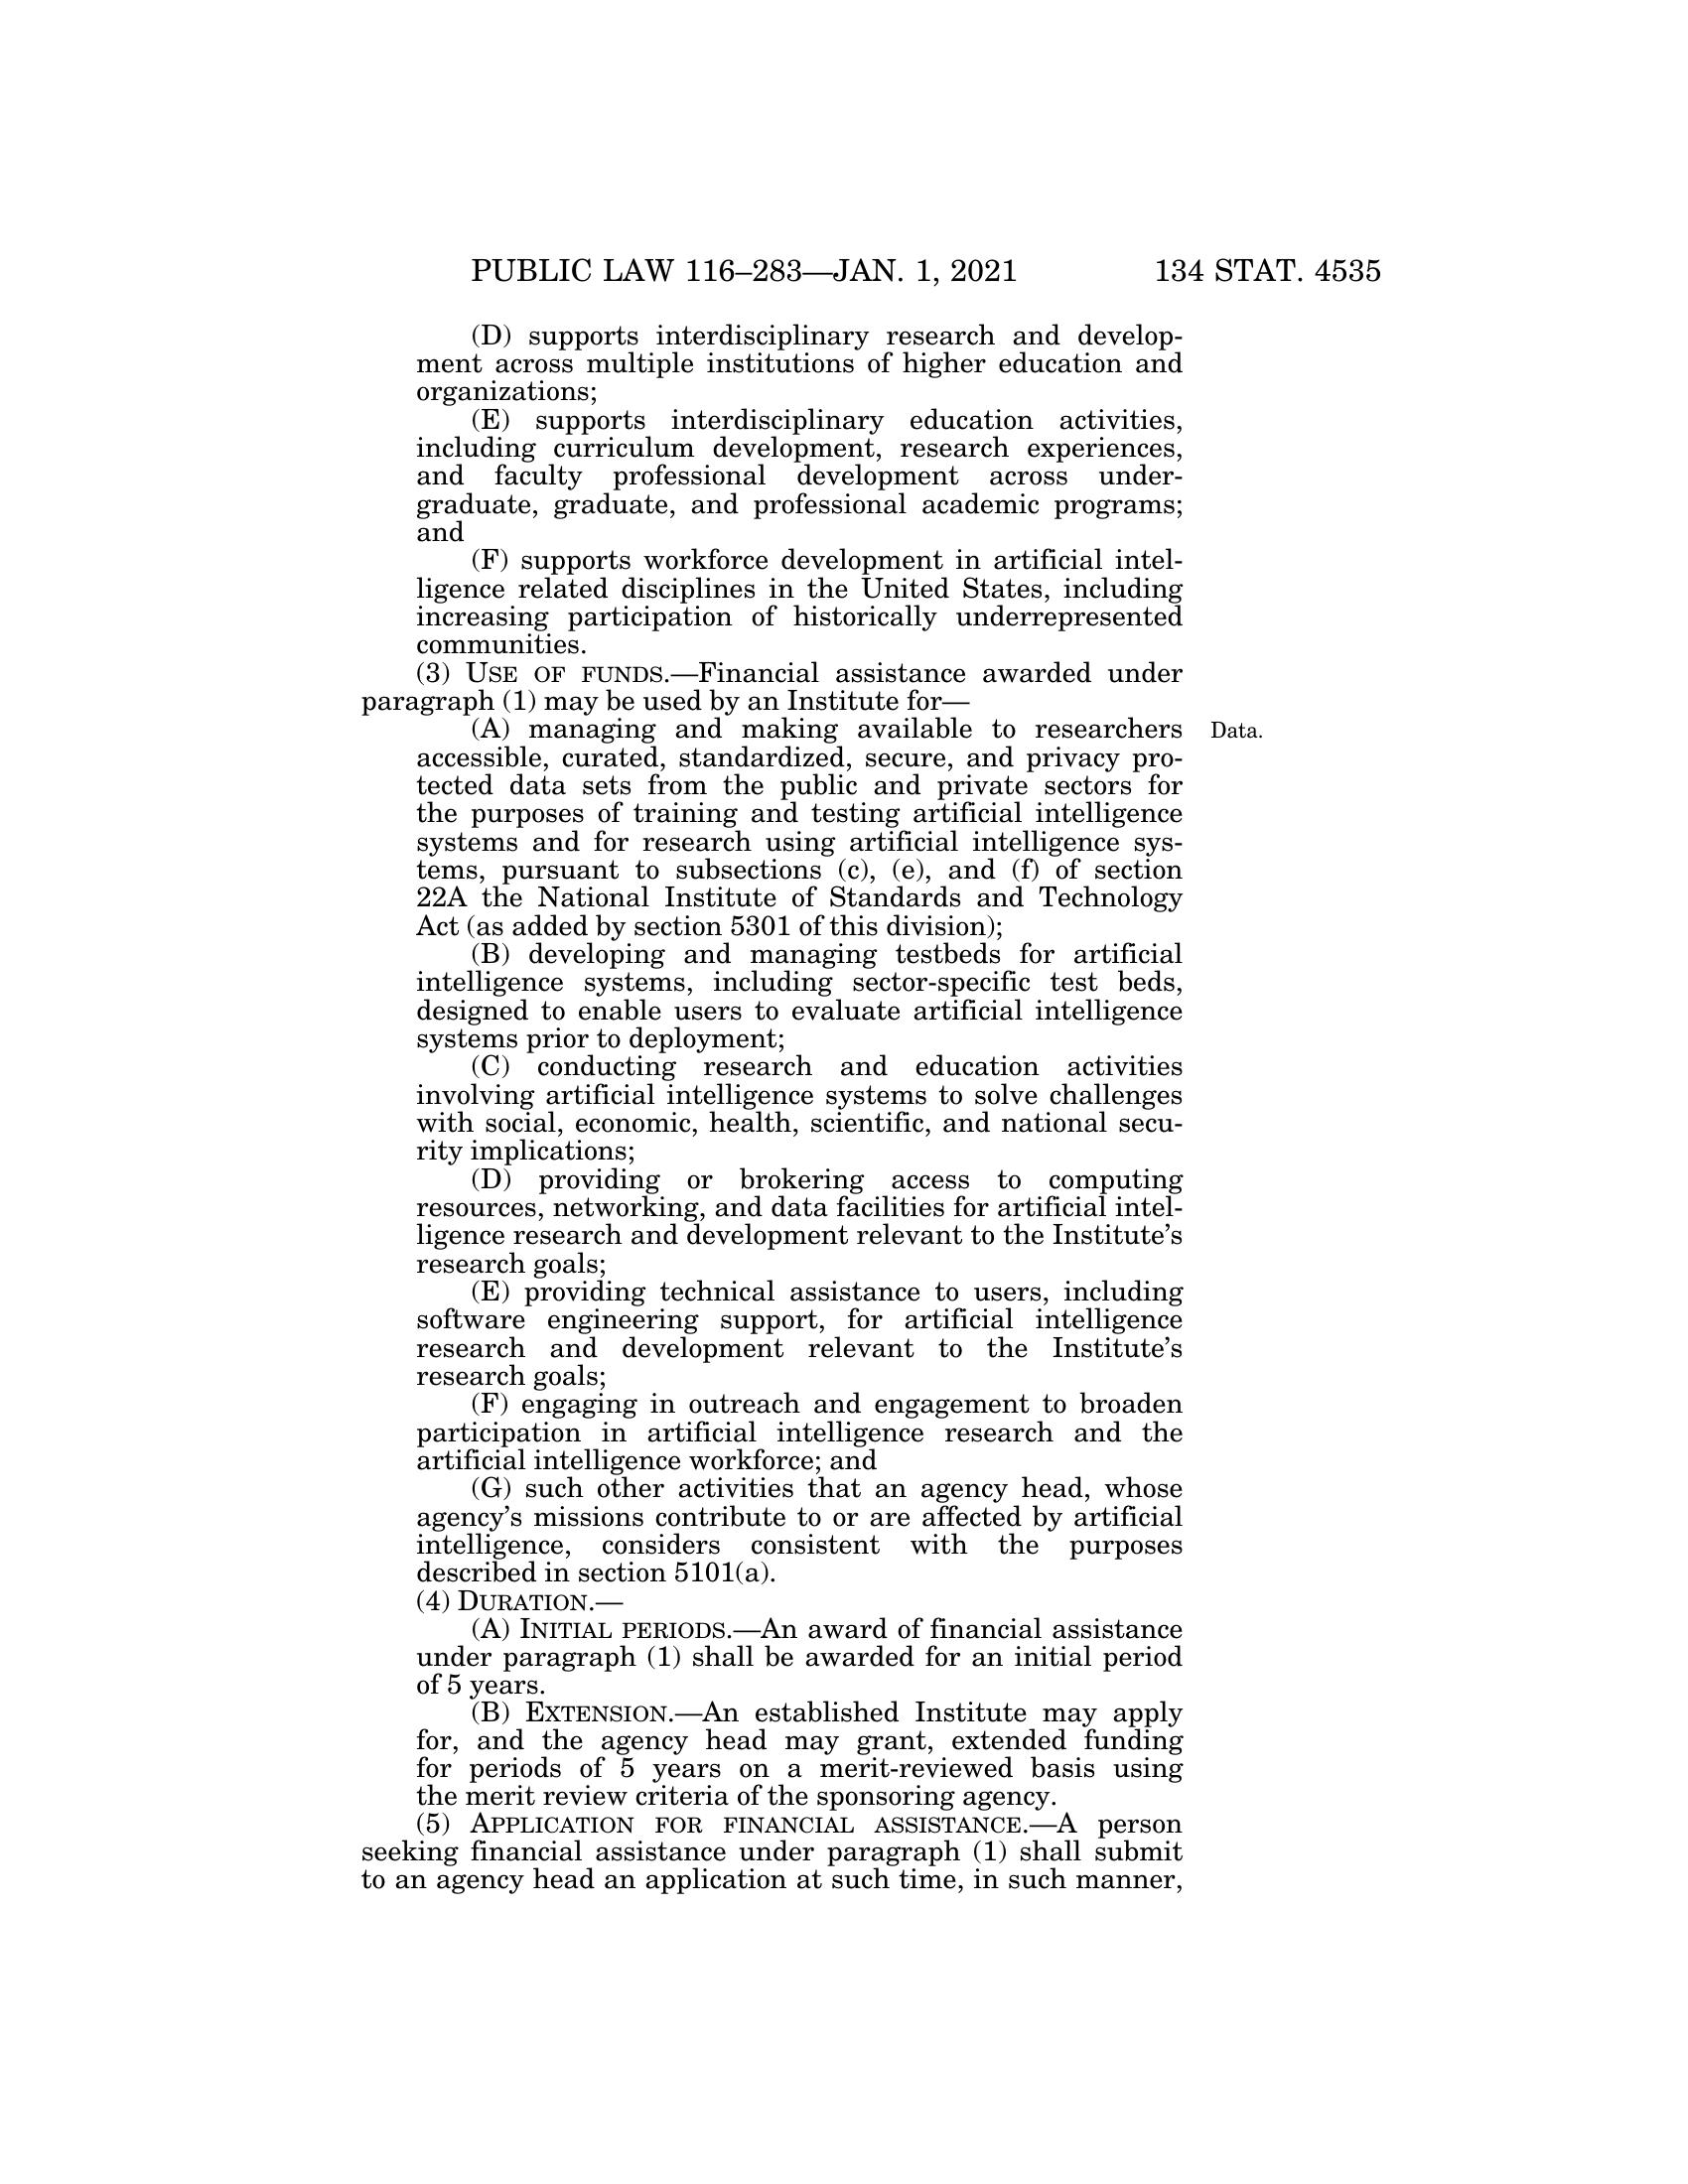 PUBLIC LAW 116–283—JAN. 1, 2021 134 STAT. 4535
(D) supports interdisciplinary research and develop-
ment across multiple institutions of higher education and
organizations;
(E) supports interdisciplinary education activities,
including curriculum development, research experiences,
and faculty professional development across under-
graduate, graduate, and professional academic programs;
and
(F) supports workforce development in artificial intel-
ligence related disciplines in the United States, including
increasing participation of historically underrepresented
communities.
(3) USE OF FUNDS.—Financial assistance awarded under
paragraph (1) may be used by an Institute for—
(A) managing and making available to researchers Data.
accessible, curated, standardized, secure, and privacy pro-
tected data sets from the public and private sectors for
the purposes of training and testing artificial intelligence
systems and for research using artificial intelligence sys-
tems, pursuant to subsections (c), (e), and (f) of section
22A the National Institute of Standards and Technology
Act (as added by section 5301 of this division);
(B) developing and managing testbeds for artificial
intelligence systems, including sector-specific test beds,
designed to enable users to evaluate artificial intelligence
systems prior to deployment;
(C) conducting research and education activities
involving artificial intelligence systems to solve challenges
with social, economic, health, scientific, and national secu-
rity implications;
(D) providing or brokering access to computing
resources, networking, and data facilities for artificial intel-
ligence research and development relevant to the Institute’s
research goals;
(E) providing technical assistance to users, including
software engineering support, for artificial intelligence
research and development relevant to the Institute’s
research goals;
(F) engaging in outreach and engagement to broaden
participation in artificial intelligence research and the
artificial intelligence workforce; and
(G) such other activities that an agency head, whose
agency’s missions contribute to or are affected by artificial
intelligence, considers consistent with the purposes
described in section 5101(a).
(4) DURATION.—
(A) INITIAL PERIODS.—An award of financial assistance
under paragraph (1) shall be awarded for an initial period
of 5 years.
(B) EXTENSION.—An established Institute may apply
for, and the agency head may grant, extended funding
for periods of 5 years on a merit-reviewed basis using
the merit review criteria of the sponsoring agency.
(5) APPLICATION FOR FINANCIAL ASSISTANCE.—A person
seeking financial assistance under paragraph (1) shall submit
to an agency head an application at such time, in such manner,